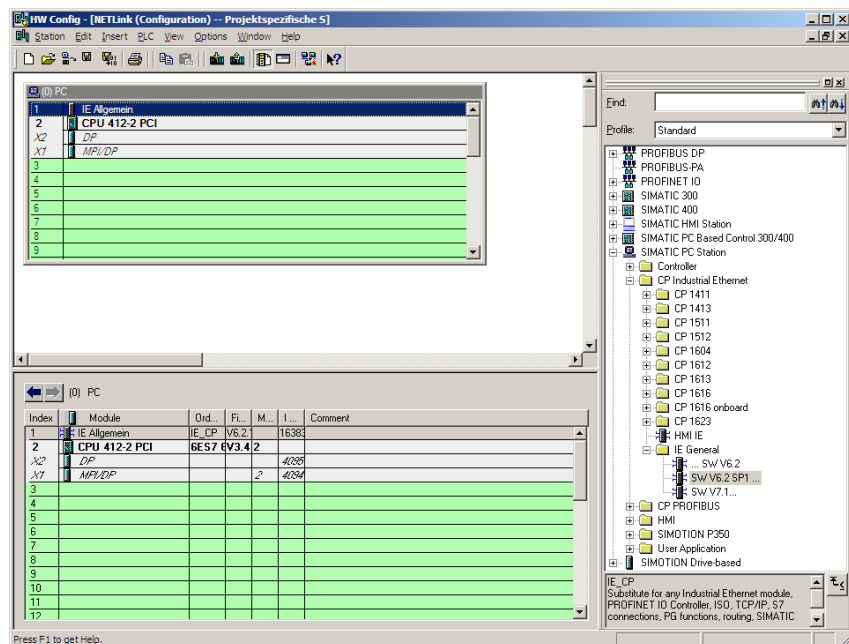 HW Config - [NETLink (Configuration) -- Projektspezifische S]
Station Edit Insert PLC View Options Window Help
(0) PC
1 IE Allgemein
2 CPU 412-2 PCI
X2 DP
X1 MPI/DP
3
4
5
6
7
8
9
(0) PC
Index Module Ord... Fi... M... I ... Comment
1 IE Allgemein IE_CP V6.2. 16383
2 CPU 412-2 PCI 6ES7 6 V3.4 2
X2 DP 4095
X1 MPI/DP 2 4094
3
4
5
6
7
8
9
10
11
12
Press F1 to get Help.
Find:
Profile: Standard
PROFIBUS DP
PROFIBUS-PA
PROFINET IO
SIMATIC 300
SIMATIC 400
SIMATIC HMI Station
SIMATIC PC Based Control 300/400
SIMATIC PC Station
Controller
CP Industrial Ethernet
CP 1411
CP 1413
CP 1511
CP 1512
CP 1604
CP 1612
CP 1613
CP 1616
CP 1616 onboard
CP 1623
HMI IE
IE General
... SW V6.2
SW V6.2 SP1 ...
SW V7.1...
CP PROFIBUS
HMI
SIMOTION P350
User Application
SIMOTION Drive-based
IE_CP
Substitute for any Industrial Ethernet module,
PROFINET IO Controller, ISO, TCP/IP, S7
connections, PG functions, routing, SIMATIC